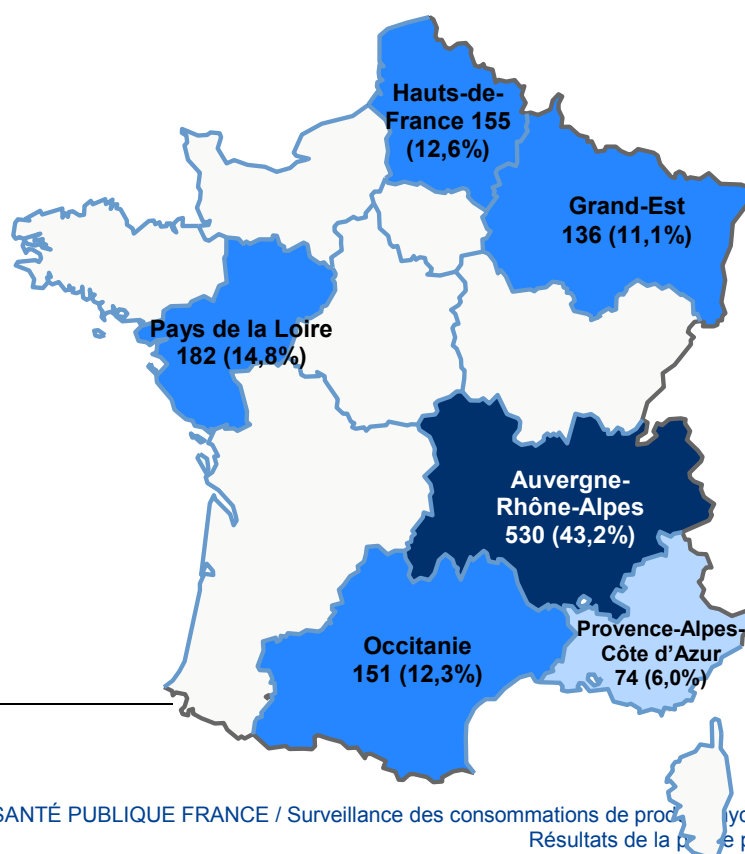 Hauts-de-
France 155
(12,6%)
Grand-Est
136 (11,1%)
Pays de la Loire
182 (14,8%)
Auvergne-
Rhône-Alpes
530 (43,2%)
Provence-Alpes-
Côte d'Azur
74 (6,0%)
Occitanie
151 (12,3%)
SANTÉ PUBLIQUE FRANCE / Surveillance des consommations de
Résultats de la